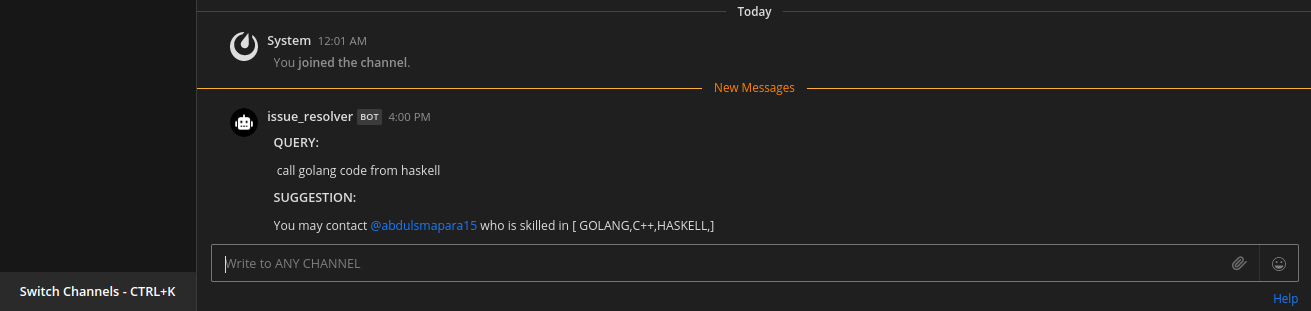 Today
System 12:01 AM
You joined the channel.
New Messages
issue_resolver BOT 4:00 PM
QUERY:
call golang code from haskell
SUGGESTION:
You may contact @abdulsmapara15 who is skilled in [ GOLANG,C++,HASKELL,]
Write to ANY CHANNEL
Switch Channels - CTRL+K
Help